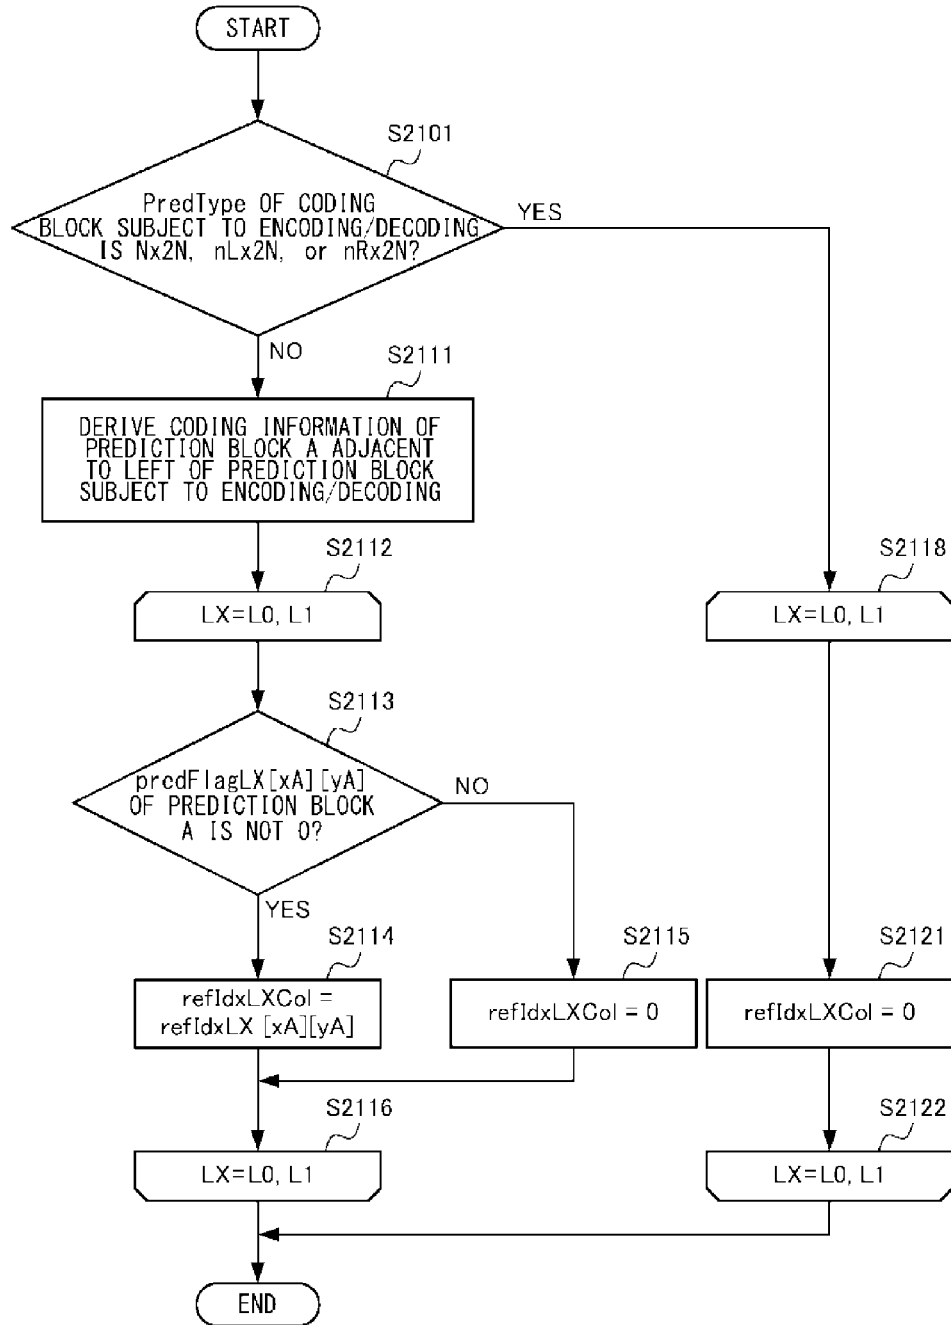 START
S2101
PredType OF CODING
BLOCK SUBJECT TO ENCODING/DECODING
IS Nx2N, nLx2N, or nRx2N?
YES
NO
S2111
DERIVE CODING INFORMATION OF
PREDICTION BLOCK A ADJACENT
TO LEFT OF PREDICTION BLOCK
SUBJECT TO ENCODING/DECODING
S2112
LX=L0, L1
S2118
LX=L0, L1
S2113
predFlagLX[xA][yA]
OF PREDICTION BLOCK
A IS NOT 0?
NO
YES
S2114
refIdxLXCol =
refIdxLX [xA][yA]
S2115
refIdxLXCol = 0
S2121
refIdxLXCol = 0
S2116
LX=L0, L1
S2122
LX=L0, L1
END